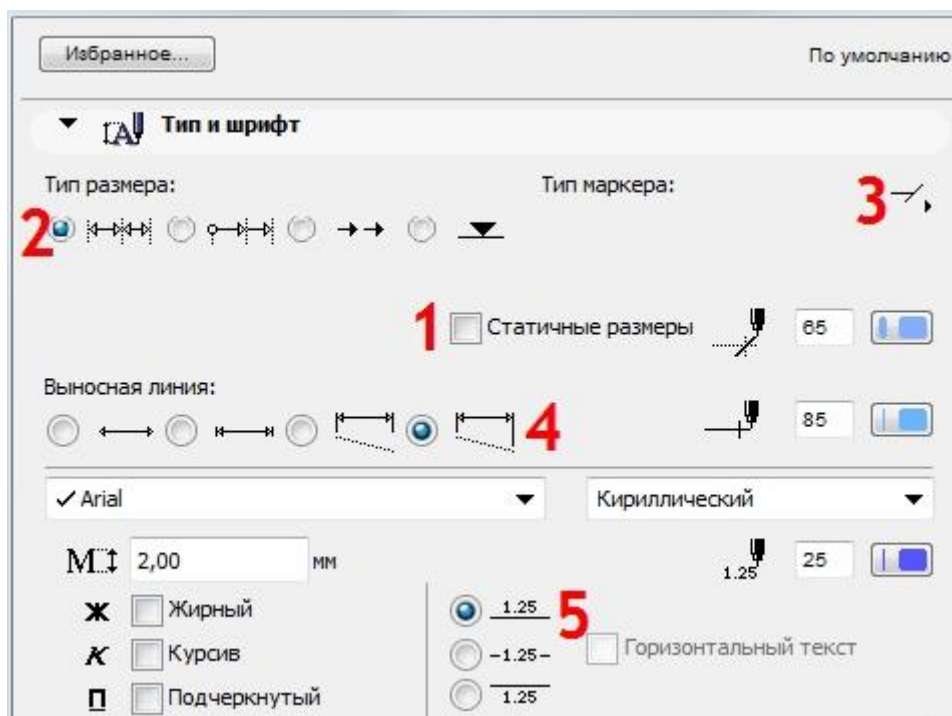 Избранное...
По умолчанию
Тип и шрифт
Тип размера:
Тип маркера:
2
3
1
Статичные размеры
65
Выносная линия:
4
85
✓ Arial
Кириллический
М
2,00
мм
1.25
25
Ж
Жирный
1.25
5
К
Курсив
–1.25–
Горизонтальный текст
П
Подчеркнутый
1.25